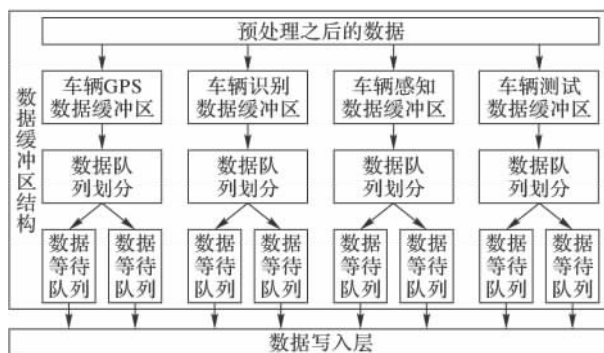 预处理之后的数据
数据缓冲区结构
车辆GPS
数据缓冲区
车辆识别
数据缓冲区
车辆感知
数据缓冲区
车辆测试
数据缓冲区
数据队
列划分
数据队
列划分
数据队
列划分
数据队
列划分
数据
等待
队列
数据
等待
队列
数据
等待
队列
数据
等待
队列
数据
等待
队列
数据
等待
队列
数据
等待
队列
数据
等待
队列
数据写入层